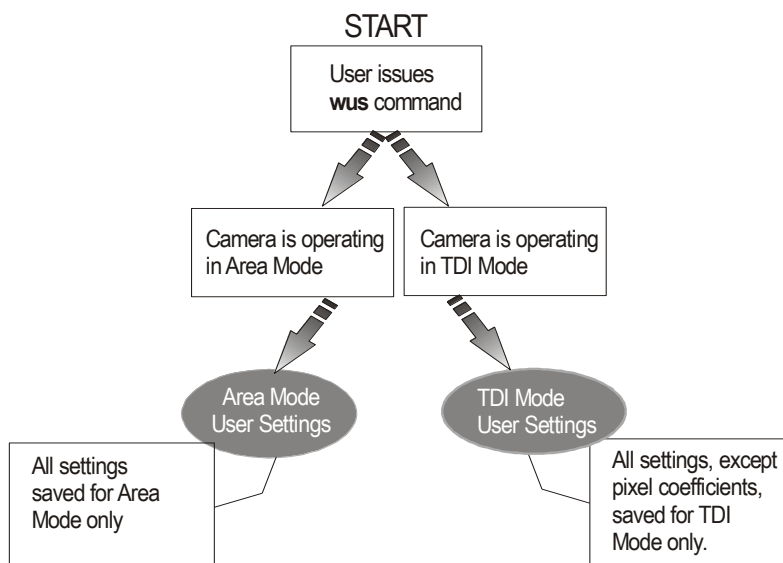 START
User issues
wus command
Camera is operating
in Area Mode
Camera is operating
in TDI Mode
Area Mode
User Settings
TDI Mode
User Settings
All settings
saved for Area
Mode only
All settings, except
pixel coefficients,
saved for TDI
Mode only.